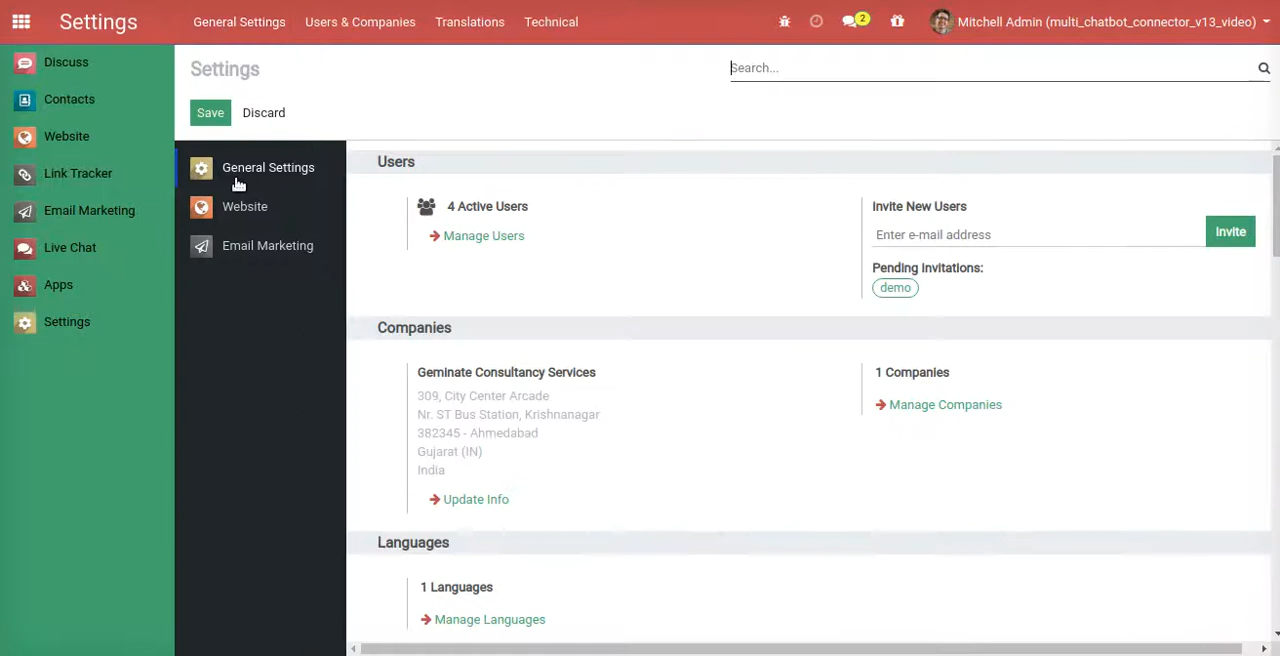 Settings General Settings Users & Companies Translations Technical 2 Mitchell Admin (multi_chatbot_connector_v13_video)
Discuss
Contacts
Website
Link Tracker
Email Marketing
Live Chat
Apps
Settings
Settings
Search...
Save Discard
General Settings
Website
Email Marketing
Users
4 Active Users
Manage Users
Invite New Users
Enter e-mail address Invite
Pending Invitations:
demo
Companies
Geminate Consultancy Services
309, City Center Arcade
Nr. ST Bus Station, Krishnanagar
382345 - Ahmedabad
Gujarat (IN)
India
Update Info
1 Companies
Manage Companies
Languages
1 Languages
Manage Languages